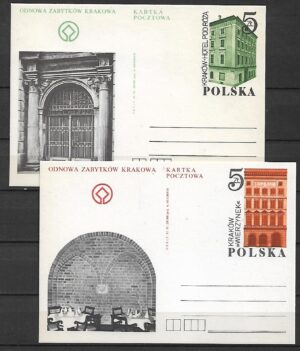 ODNOWA ZABYTKÓW KRAKOWA
KARTKA
POCZTOWA
5
ZŁ
KRAKÓW-HOTEL POD RÓŻĄ
POLSKA
ODNOWA ZABYTKÓW KRAKOWA
KARTKA
POCZTOWA
5
KRAKÓW
»WIERZYNEK«
POLSKA